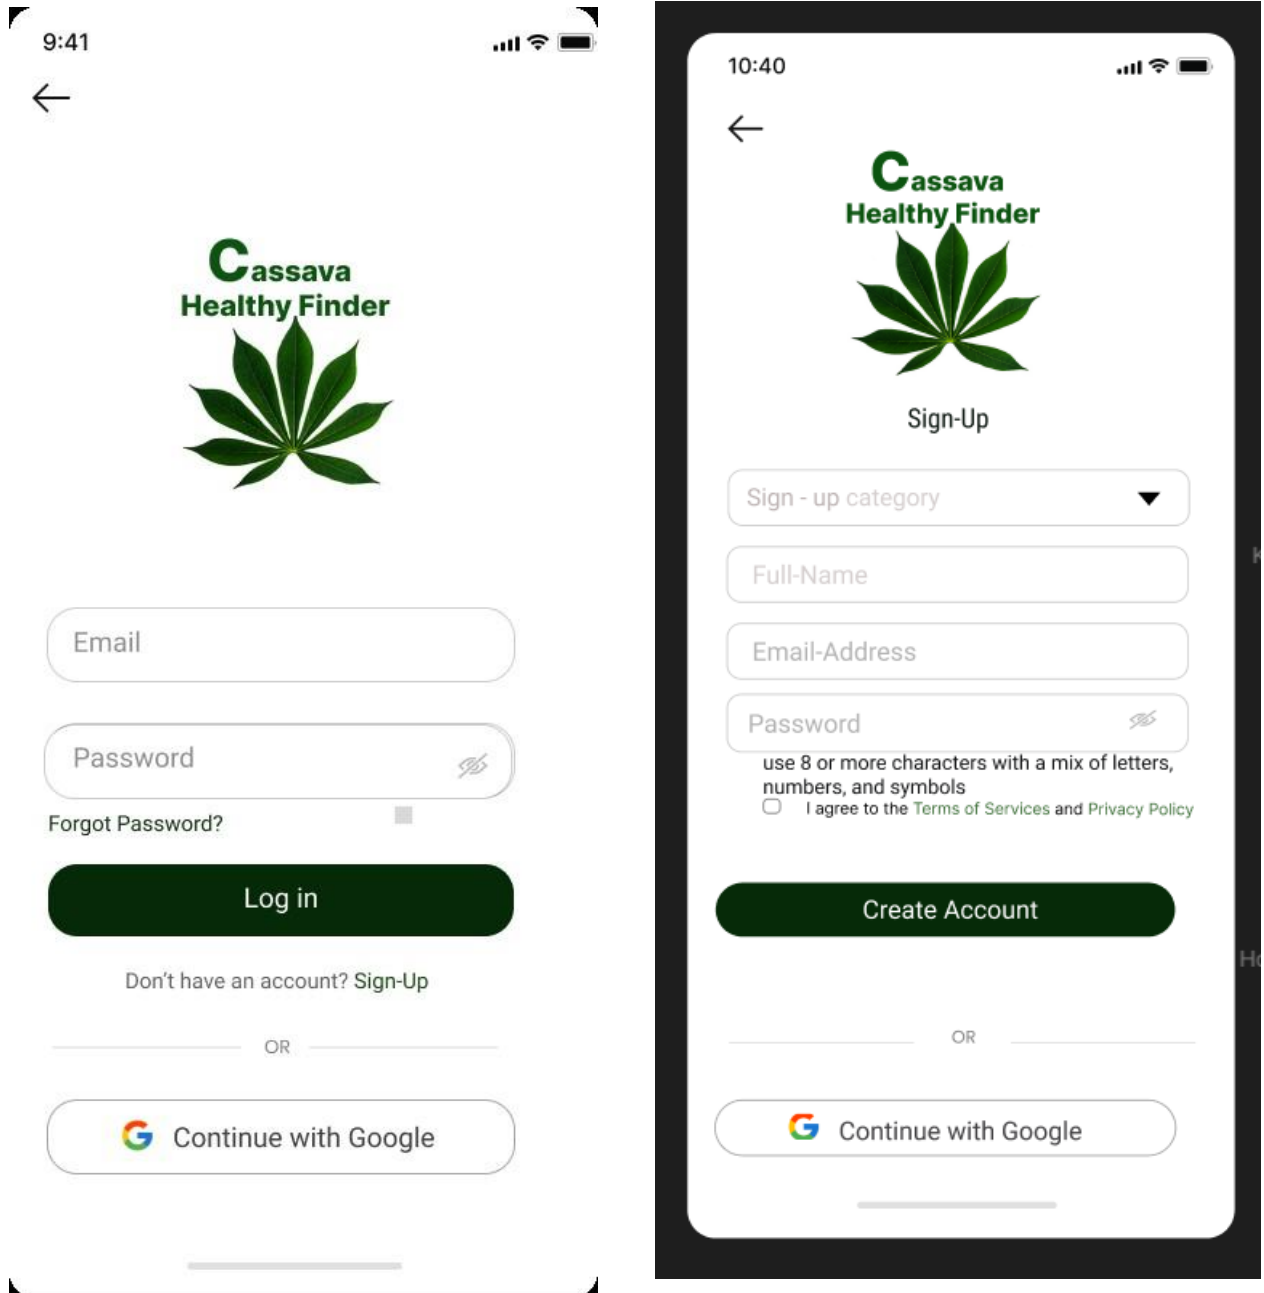 9:41
Cassava
Healthy Finder
Email
Password
Forgot Password?
Log in
Don't have an account? Sign-Up
OR
Continue with Google
10:40
Cassava
Healthy Finder
Sign-Up
Sign - up category
Full-Name
Email-Address
Password
use 8 or more characters with a mix of letters,
numbers, and symbols
I agree to the Terms of Services and Privacy Policy
Create Account
OR
Continue with Google